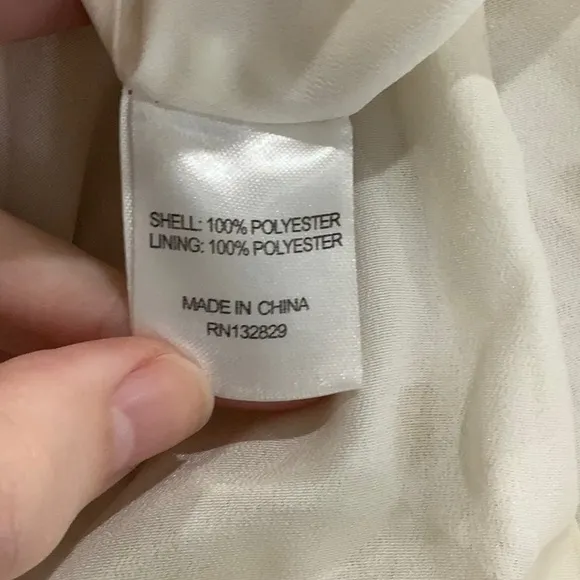 SHELL: 100% POLYESTER
LINING: 100% POLYESTER
MADE IN CHINA
RN132829